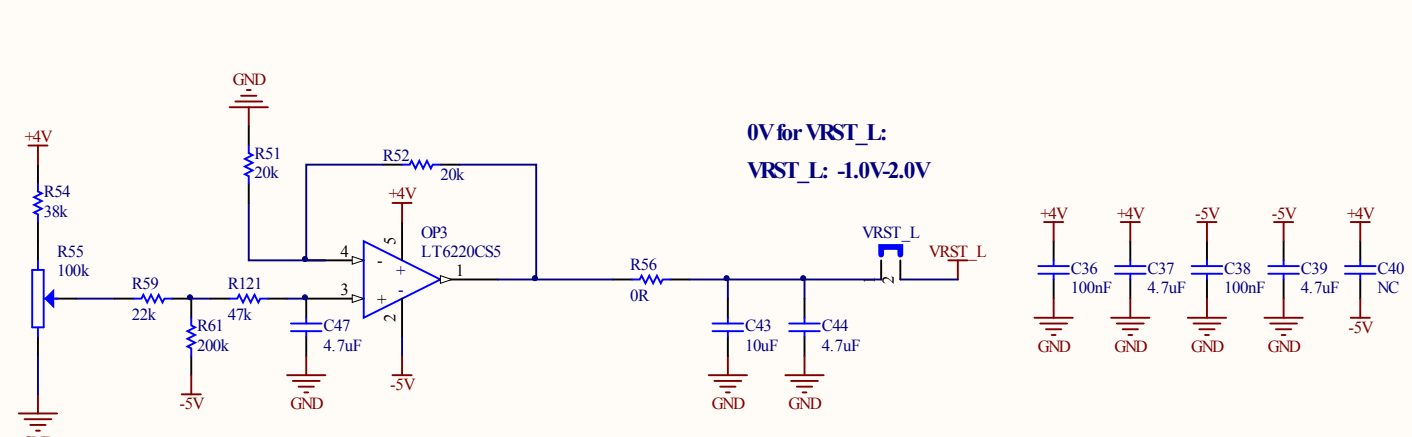 GND
+4V
R51
20k
R52
20k
+4V
R54
38k
4
5
OP3
LT6220CS5
-
+
1
R55
100k
R59
22k
R121
47k
3
+
-
2
R61
200k
C47
4.7uF
-5V
GND
-5V
0V for VRST_L:
VRST_L: -1.0V-2.0V
R56
0R
C43
10uF
C44
4.7uF
GND
GND
VRST_L
1
2
VRST_L
+4V
+4V
-5V
-5V
+4V
C36
100nF
C37
4.7uF
C38
100nF
C39
4.7uF
C40
NC
GND
GND
GND
GND
-5V